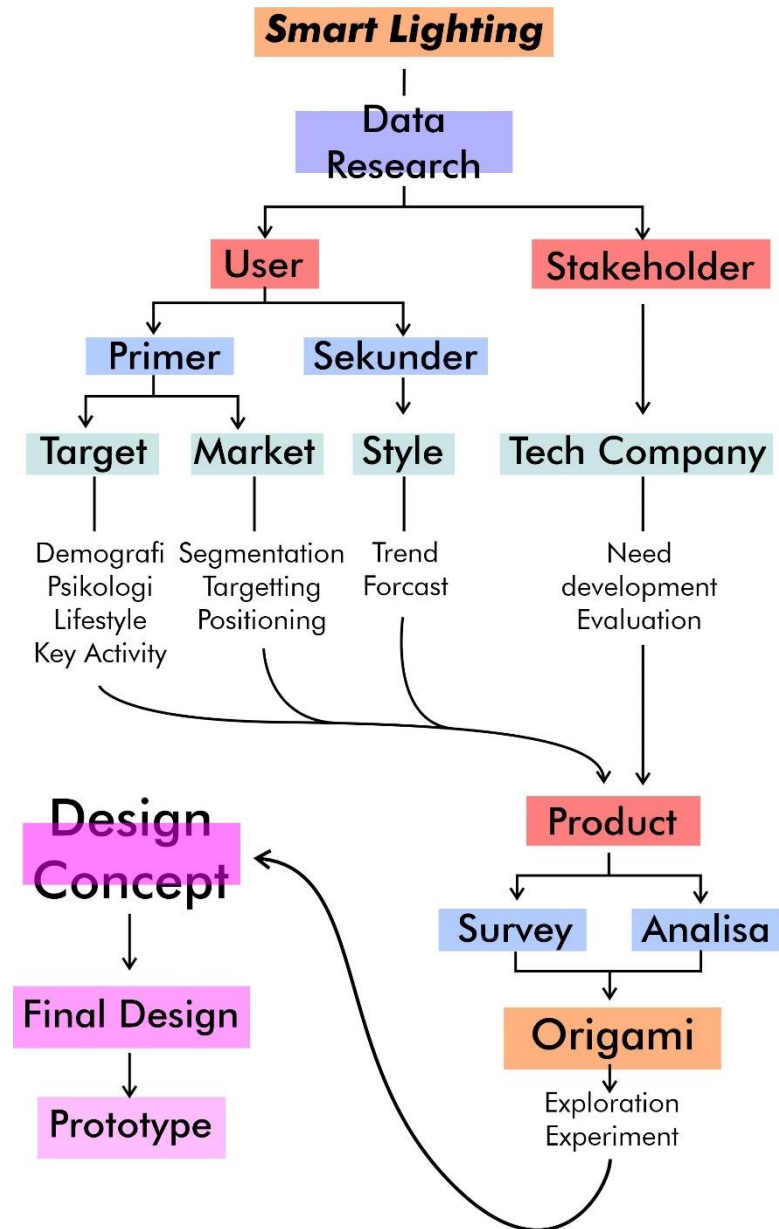 Smart Lighting
Data
Research
User
Stakeholder
Primer
Sekunder
Target
Market
Style
Tech Company
Demografi
Psikologi
Lifestyle
Key Activity
Segmentation
Targetting
Positioning
Trend
Forcast
Need
development
Evaluation
Product
Survey
Analisa
Origami
Exploration
Experiment
Design
Concept
Final Design
Prototype